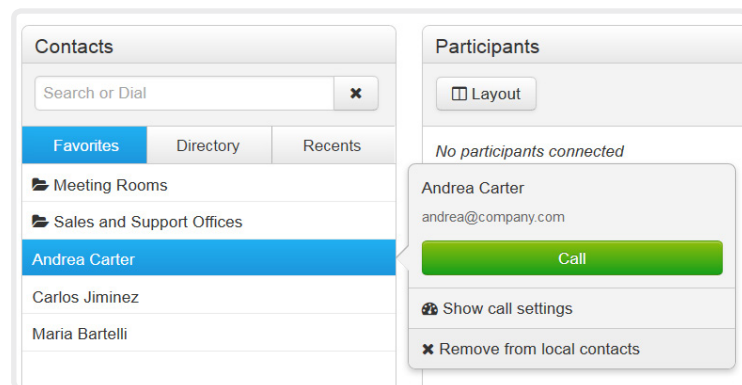 Contacts
Search or Dial
Favorites
Directory
Recents
Meeting Rooms
Sales and Support Offices
Andrea Carter
Carlos Jiminez
Maria Bartelli
Participants
Layout
No participants connected
Andrea Carter
andrea@company.com
Call
Show call settings
Remove from local contacts